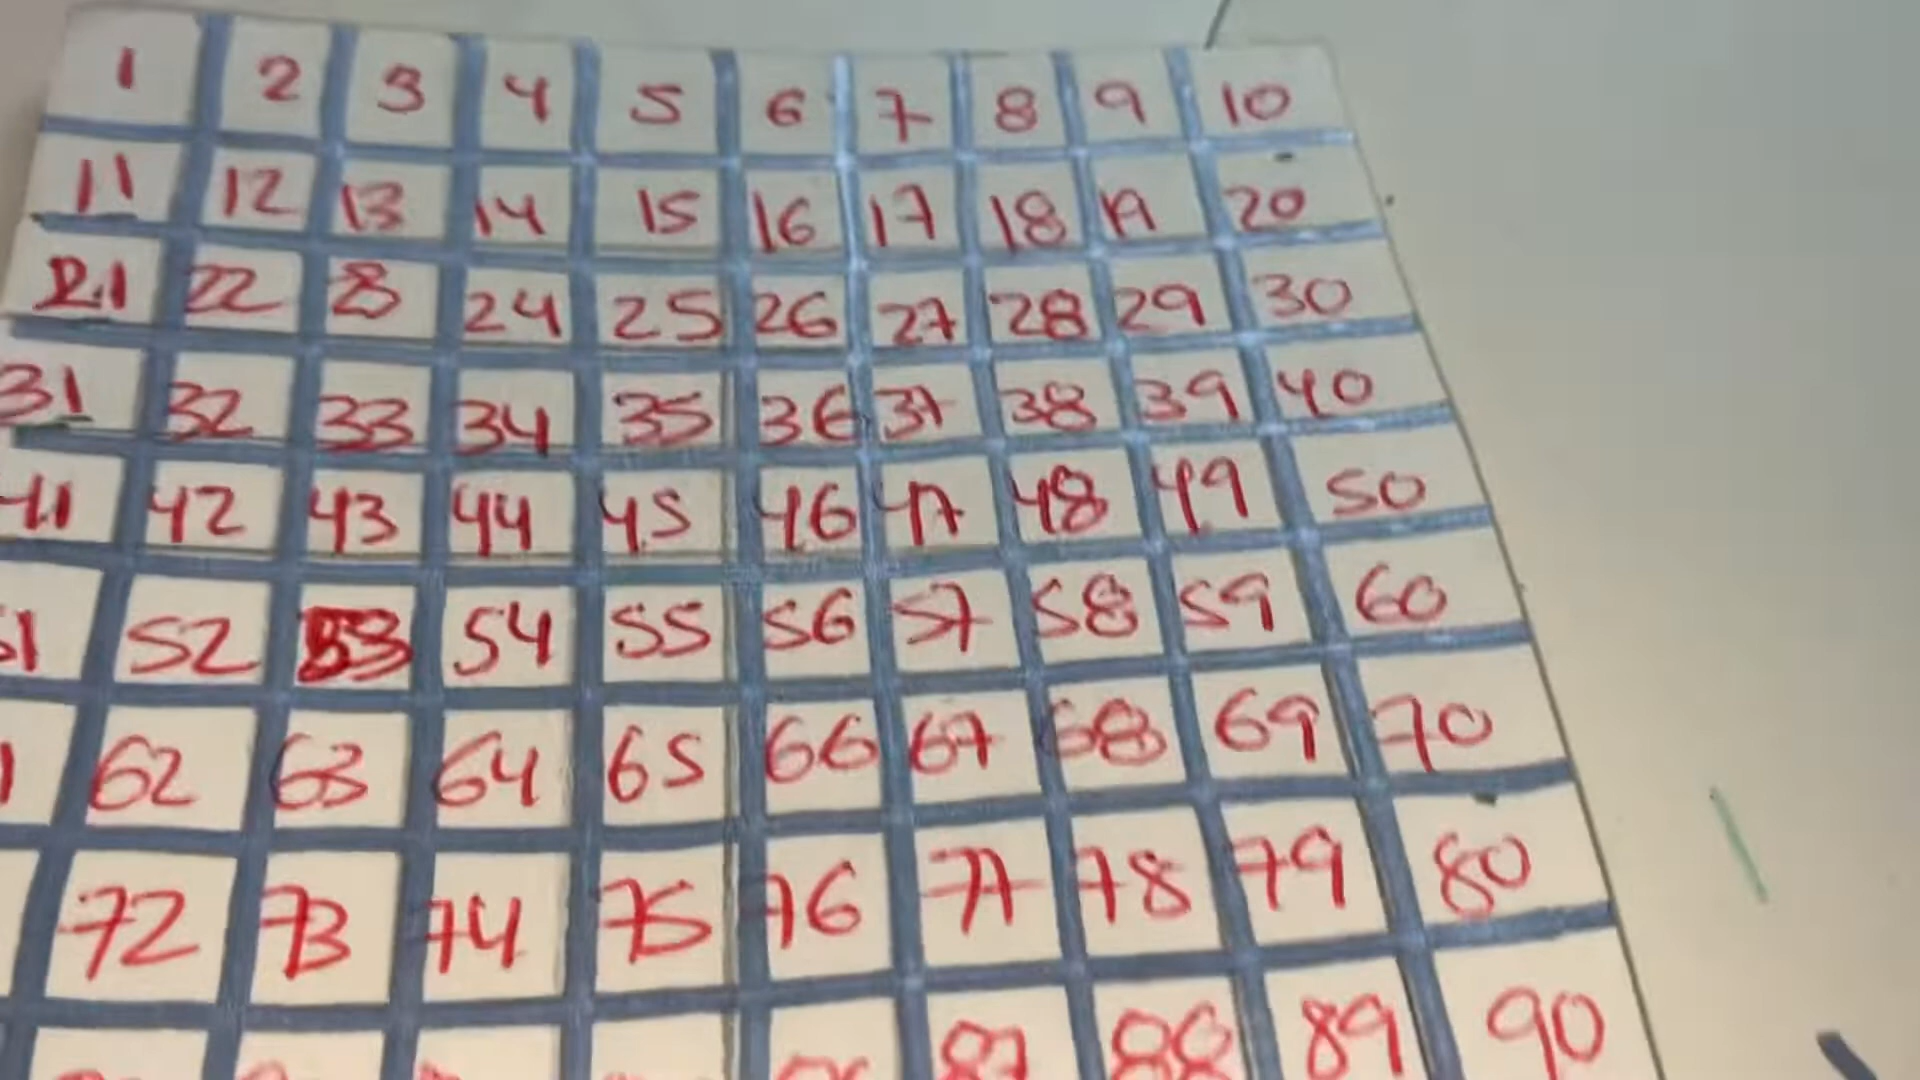 1 2 3 4 5 6 7 8 9 10
11 12 13 14 15 16 17 18 19 20
21 22 23 24 25 26 27 28 29 30
31 32 33 34 35 36 37 38 39 40
41 42 43 44 45 46 47 48 49 50
51 52 53 54 55 56 57 58 59 60
1 62 63 64 65 66 67 68 69 70
72 73 74 75 76 77 78 79 80
87 88 89 90